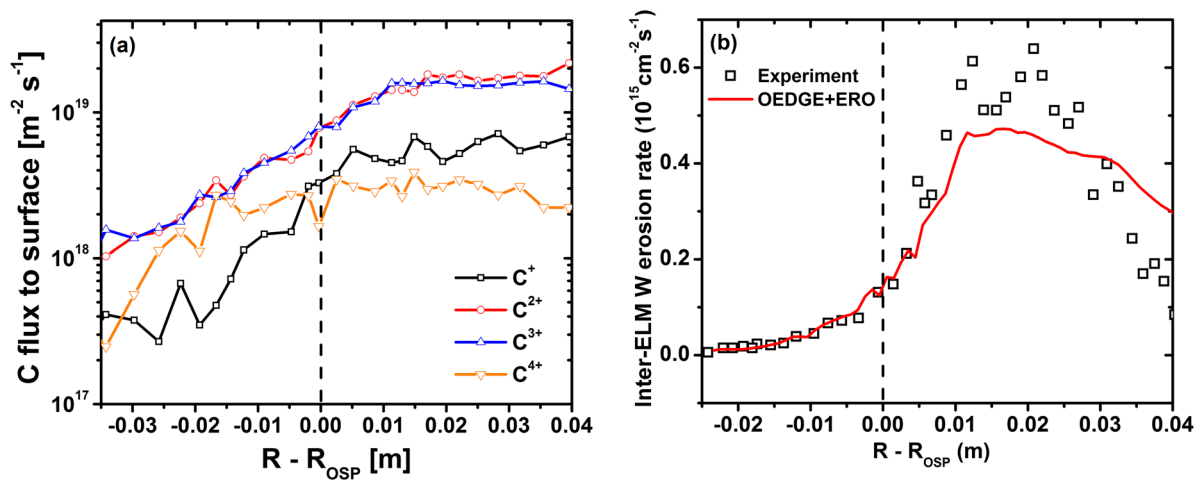 (a)
C flux to surface [m⁻² s⁻¹]
10¹⁹
10¹⁸
10¹⁷
C⁺
C²⁺
C³⁺
C⁴⁺
-0.03 -0.02 -0.01 0.00 0.01 0.02 0.03 0.04
R - R_OSP [m]
(b)
Experiment
OEDGE+ERO
Inter-ELM W erosion rate (10¹⁵ cm⁻²s⁻¹)
0.6
0.4
0.2
0.0
-0.02 -0.01 0.00 0.01 0.02 0.03 0.04
R - R_OSP (m)